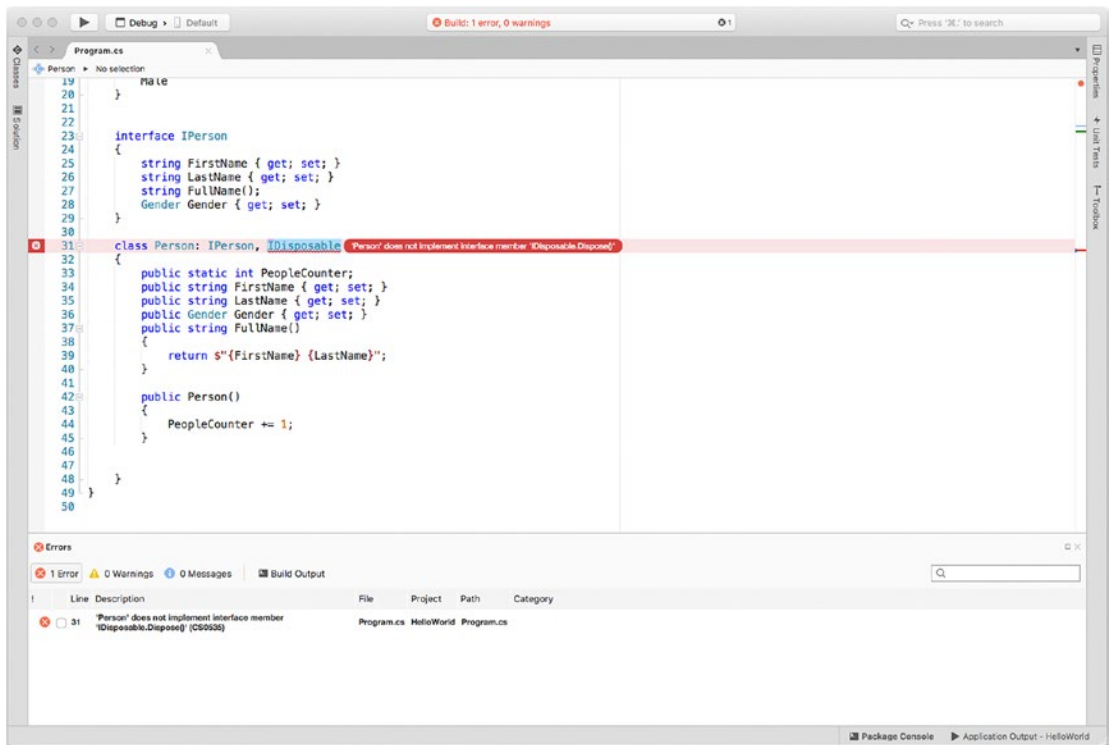 Debug › Default
Build: 1 error, 0 warnings
1
Press '⌘.' to search
Program.cs
Person ▸ No selection
Classes
Solution
Properties
Unit Tests
Toolbox
19 Male
20 }
21
22
23 interface IPerson
24 {
25 string FirstName { get; set; }
26 string LastName { get; set; }
27 string FullName();
28 Gender Gender { get; set; }
29 }
30
31 class Person: IPerson, IDisposable 'Person' does not implement interface member 'IDisposable.Dispose()'
32 {
33 public static int PeopleCounter;
34 public string FirstName { get; set; }
35 public string LastName { get; set; }
36 public Gender Gender { get; set; }
37 public string FullName()
38 {
39 return $"{FirstName} {LastName}";
40 }
41
42 public Person()
43 {
44 PeopleCounter += 1;
45 }
46
47
48 }
49 }
50
Errors
1 Error 0 Warnings 0 Messages Build Output
! Line Description File Project Path Category
31 'Person' does not implement interface member
'IDisposable.Dispose()' (CS0535) Program.cs HelloWorld Program.cs
Package Console Application Output - HelloWorld